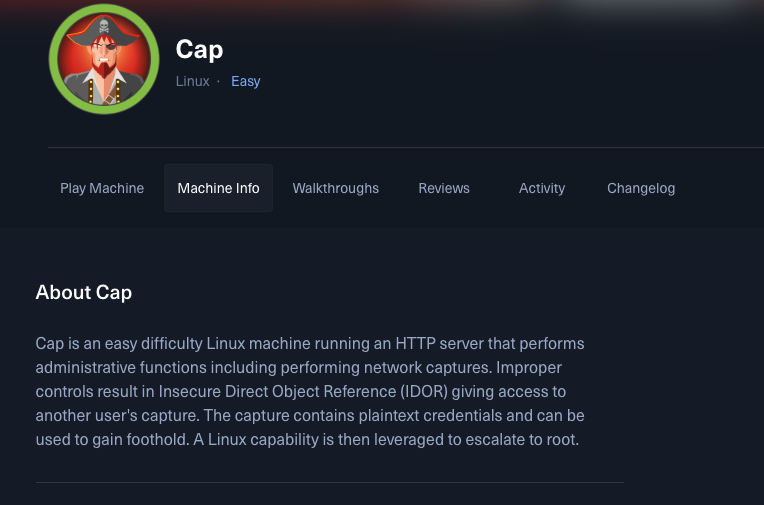 Cap
Linux · Easy
Play Machine Machine Info Walkthroughs Reviews Activity Changelog
About Cap
Cap is an easy difficulty Linux machine running an HTTP server that performs
administrative functions including performing network captures. Improper
controls result in Insecure Direct Object Reference (IDOR) giving access to
another user's capture. The capture contains plaintext credentials and can be
used to gain foothold. A Linux capability is then leveraged to escalate to root.